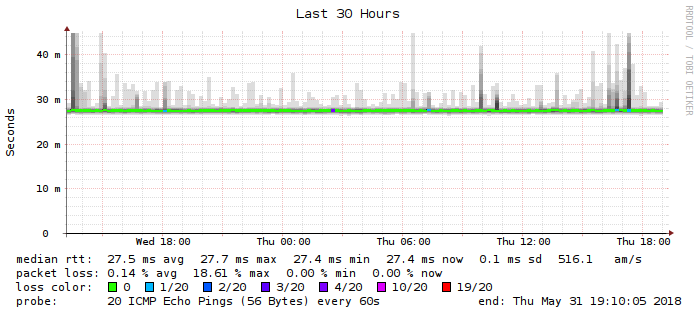 Last 30 Hours
RRDTOOL / TOBI OETIKER
Seconds
40 m
30 m
20 m
10 m
0
Wed 18:00 Thu 00:00 Thu 06:00 Thu 12:00 Thu 18:00
median rtt: 27.5 ms avg 27.7 ms max 27.4 ms min 27.4 ms now 0.1 ms sd 516.1 am/s
packet loss: 0.14 % avg 18.61 % max 0.00 % min 0.00 % now
loss color: 0 1/20 2/20 3/20 4/20 10/20 19/20
probe: 20 ICMP Echo Pings (56 Bytes) every 60s end: Thu May 31 19:10:05 2018